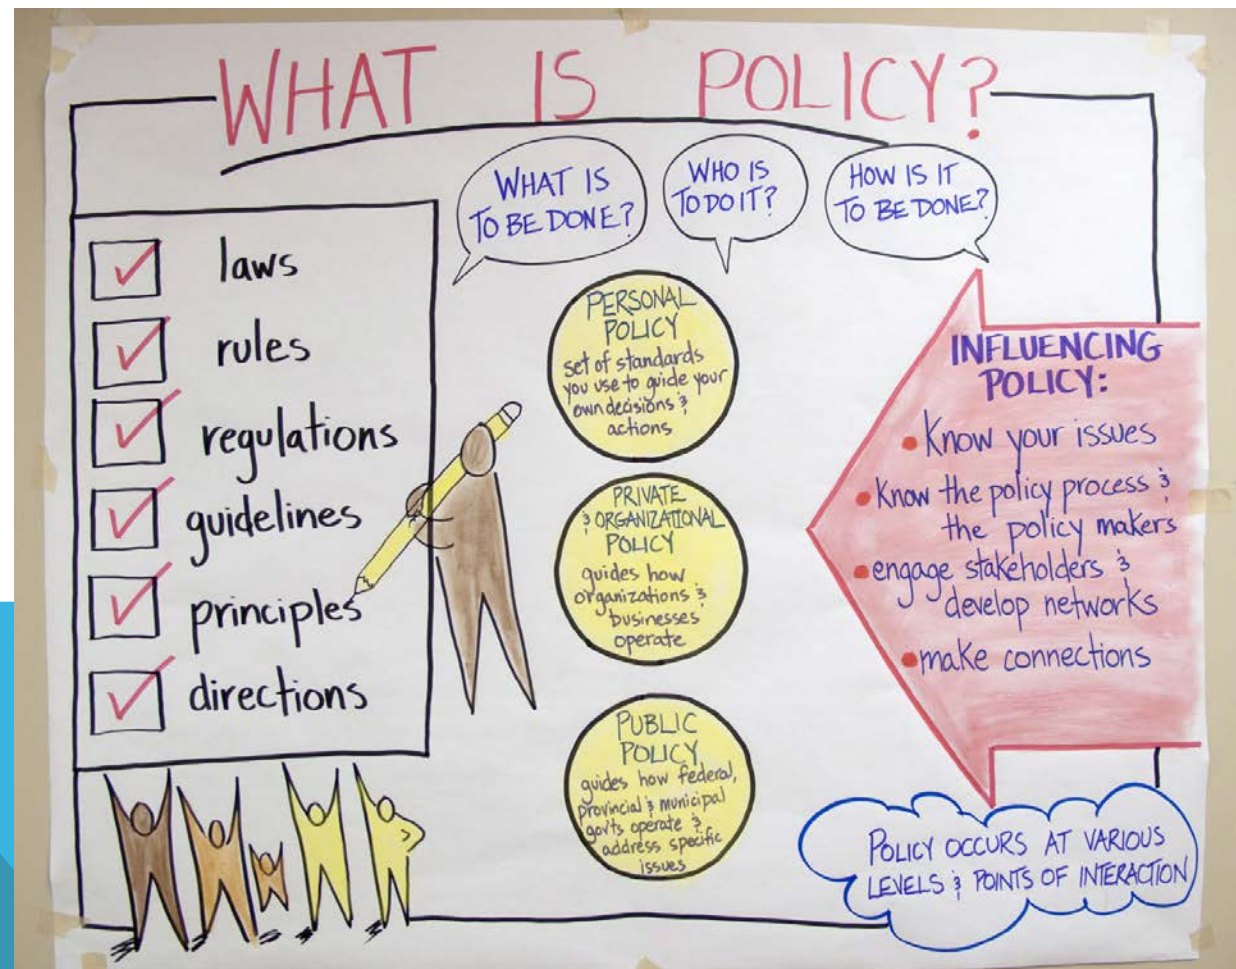 WHAT IS POLICY?
WHAT IS
TO BE DONE?
WHO IS
TO DO IT?
HOW IS IT
TO BE DONE?
laws
rules
regulations
guidelines
principles
directions
PERSONAL
POLICY
set of standards
you use to guide your
own decisions &
actions
PRIVATE
& ORGANIZATIONAL
POLICY
guides how
organizations &
businesses
operate
PUBLIC
POLICY
guides how federal,
provincial & municipal
gov'ts operate &
address specific
issues
INFLUENCING
POLICY:
• Know your issues
• Know the policy process &
the policy makers
• engage stakeholders &
develop networks
• make connections
POLICY OCCURS AT VARIOUS
LEVELS & POINTS OF INTERACTION